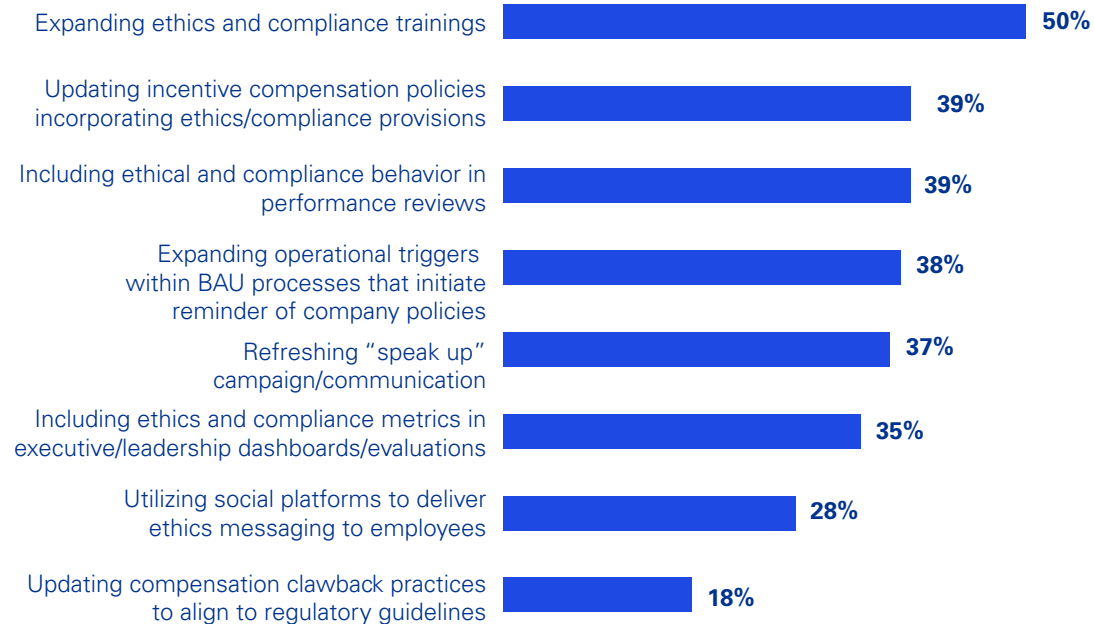 Expanding ethics and compliance trainings
50%
Updating incentive compensation policies
incorporating ethics/compliance provisions
39%
Including ethical and compliance behavior in
performance reviews
39%
Expanding operational triggers
within BAU processes that initiate
reminder of company policies
38%
Refreshing “speak up”
campaign/communication
37%
Including ethics and compliance metrics in
executive/leadership dashboards/evaluations
35%
Utilizing social platforms to deliver
ethics messaging to employees
28%
Updating compensation clawback practices
to align to regulatory guidelines
18%